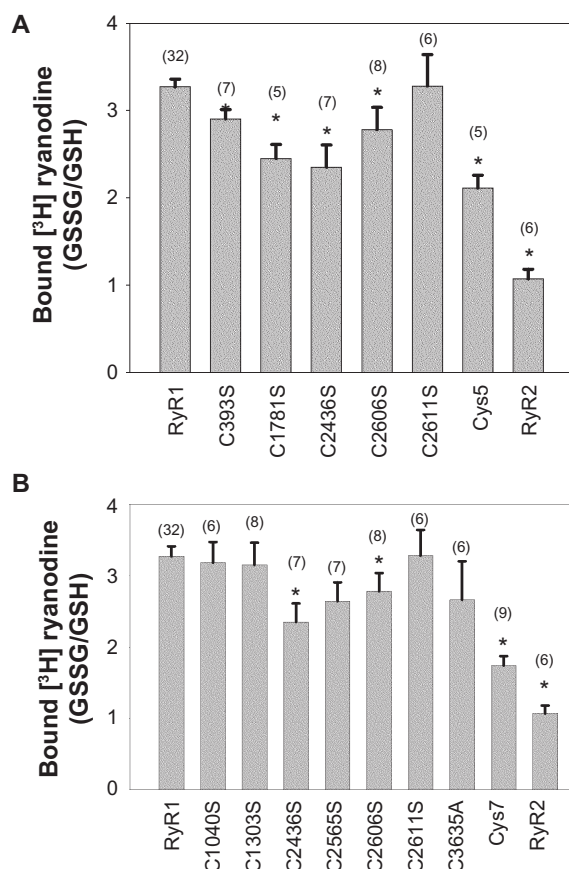 A
Bound [³H] ryanodine
(GSSG/GSH)
4
3
2
1
0
(32)
(7)
*
(5)
*
(7)
*
(8)
*
(6)
(5)
*
(6)
*
RyR1
C393S
C1781S
C2436S
C2606S
C2611S
Cys5
RyR2
B
Bound [³H] ryanodine
(GSSG/GSH)
4
3
2
1
0
(32)
(6)
(8)
(7)
*
(7)
(8)
*
(6)
(6)
(9)
*
(6)
*
RyR1
C1040S
C1303S
C2436S
C2565S
C2606S
C2611S
C3635A
Cys7
RyR2